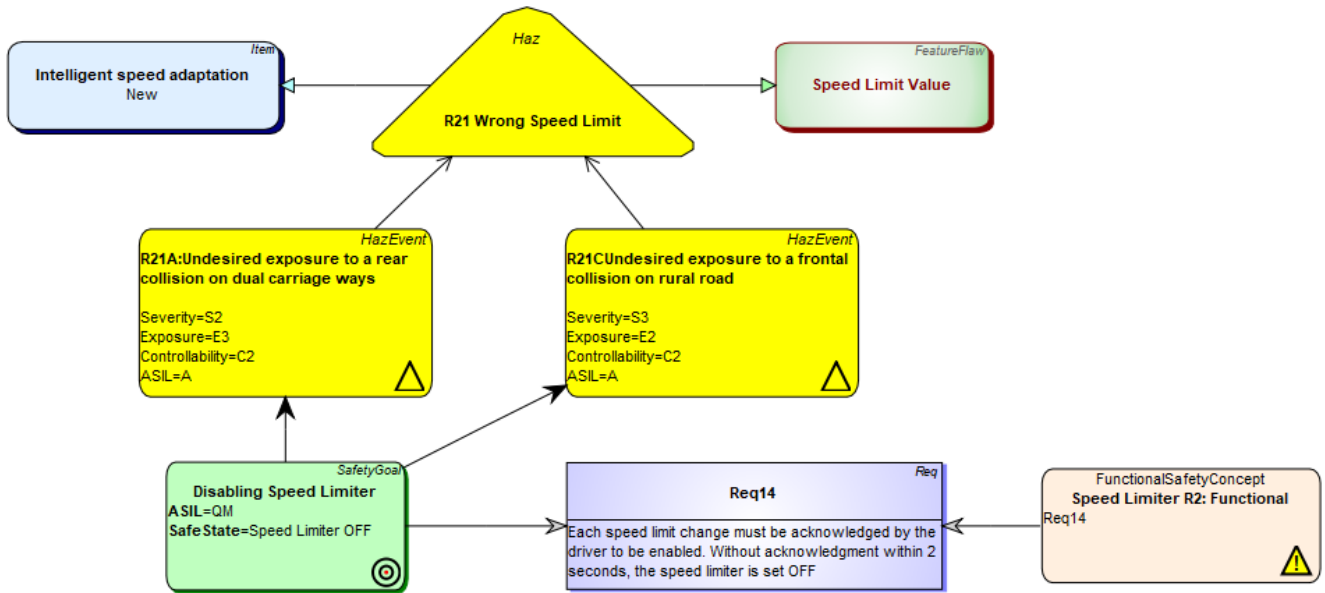 Item
Intelligent speed adaptation
New
Haz
R21 Wrong Speed Limit
FeatureFlaw
Speed Limit Value
HazEvent
R21A:Undesired exposure to a rear
collision on dual carriage ways
Severity=S2
Exposure=E3
Controllability=C2
ASIL=A
HazEvent
R21CUndesired exposure to a frontal
collision on rural road
Severity=S3
Exposure=E2
Controllability=C2
ASIL=A
SafetyGoal
Disabling Speed Limiter
ASIL=QM
SafeState=Speed Limiter OFF
Req
Req14
Each speed limit change must be acknowledged by the
driver to be enabled. Without acknowledgment within 2
seconds, the speed limiter is set OFF
FunctionalSafetyConcept
Speed Limiter R2: Functional
Req14